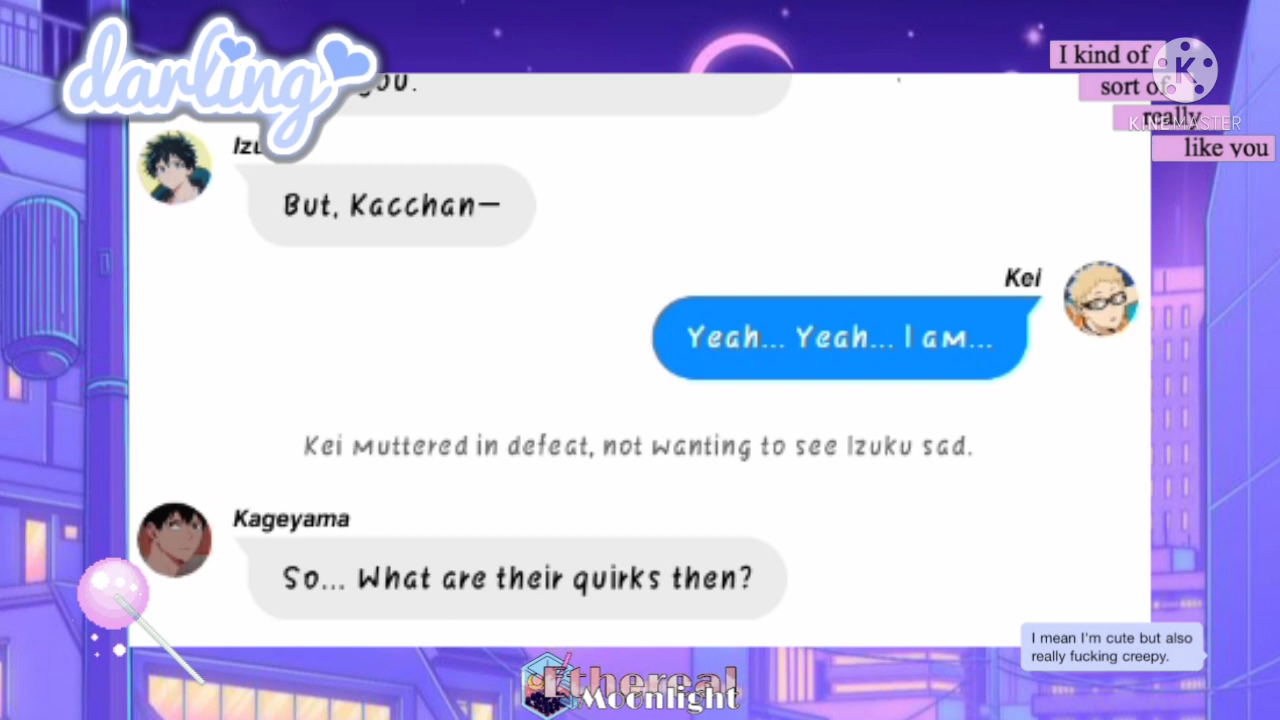 darling
you.
I kind of
sort of
really
like you
K
KINEMASTER
But, Kacchan—
Kei
Yeah... Yeah... I am...
Kei muttered in defeat, not wanting to see Izuku sad.
Kageyama
So... What are their quirks then?
I mean I'm cute but also
really fucking creepy.
Ethereal
Moonlight